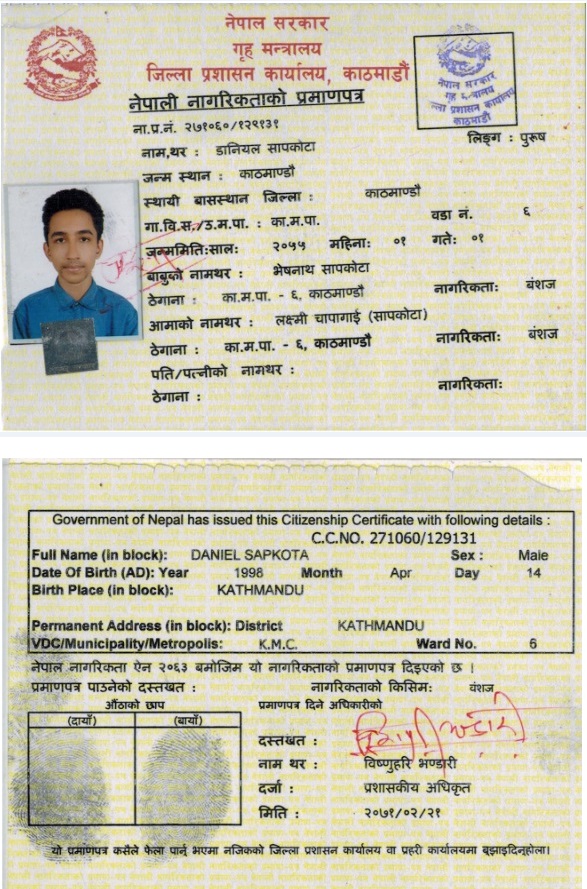 नेपाल सरकार
गृह मन्त्रालय
जिल्ला प्रशासन कार्यालय, काठमाडौं
नेपाली नागरिकताको प्रमाणपत्र
नेपाल सरकार
काठमाडौं
ना.प्र.नं. २७१०६०/१२९१३१
लिङ्ग : पुरूष
नाम,थर : डानियल सापकोटा
जन्म स्थान : काठमाण्डौ
स्थायी बासस्थान जिल्ला : काठमाण्डौ
गा.वि.स./उ.म.पा. : का.म.पा. वडा नं. ६
जन्ममिति:साल: २०५५ महिना: ०१ गते: ०१
बाबुको नामथर : भेषनाथ सापकोटा
ठेगाना : का.म.पा. - ६, काठमाण्डौ नागरिकता: बंशज
आमाको नामथर : लक्ष्मी चापागाई (सापकोटा)
ठेगाना : का.म.पा. - ६, काठमाण्डौ नागरिकता: बंशज
पति/पत्नीको नामथर :
ठेगाना : नागरिकता:
Government of Nepal has issued this Citizenship Certificate with following details :
C.C.NO. 271060/129131
Full Name (in block): DANIEL SAPKOTA Sex : Male
Date Of Birth (AD): Year 1998 Month Apr Day 14
Birth Place (in block): KATHMANDU
Permanent Address (in block): District KATHMANDU
VDC/Municipality/Metropolis: K.M.C. Ward No. 6
नेपाल नागरिकता ऐन २०६३ बमोजिम यो नागरिकताको प्रमाणपत्र दिइएको छ ।
प्रमाणपत्र पाउनेको दस्तखत : नागरिकताको किसिम: बंशज
औंठाको छाप प्रमाणपत्र दिने अधिकारीको
(दायाँ) (बायाँ)
दस्तखत :
नाम थर : विष्णुहरि भण्डारी
दर्जा : प्रशासकीय अधिकृत
मिति : २०७१/०२/२१
यो प्रमाणपत्र कसैले फेला पार्नु भएमा नजिकको जिल्ला प्रशासन कार्यालय वा प्रहरी कार्यालयमा बुझाइदिनुहोला।